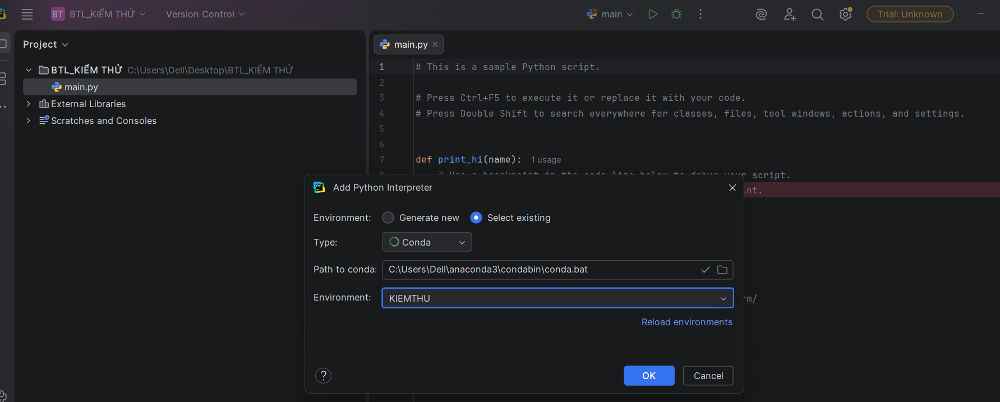 BT BTL_KIỂM THỬ Version Control main Trial: Unknown
Project
main.py
BTL_KIỂM THỬ C:\Users\Dell\Desktop\BTL_KIỂM THỬ
main.py
External Libraries
Scratches and Consoles
1 # This is a sample Python script.
2
3 # Press Ctrl+F5 to execute it or replace it with your code.
4 # Press Double Shift to search everywhere for classes, files, tool windows, actions, and settings.
5
6
7 def print_hi(name): 1 usage
script.
int.
rm/
PC Add Python Interpreter
Environment: Generate new Select existing
Type: Conda
Path to conda: C:\Users\Dell\anaconda3\condabin\conda.bat
Environment: KIEMTHU
Reload environments
? OK Cancel